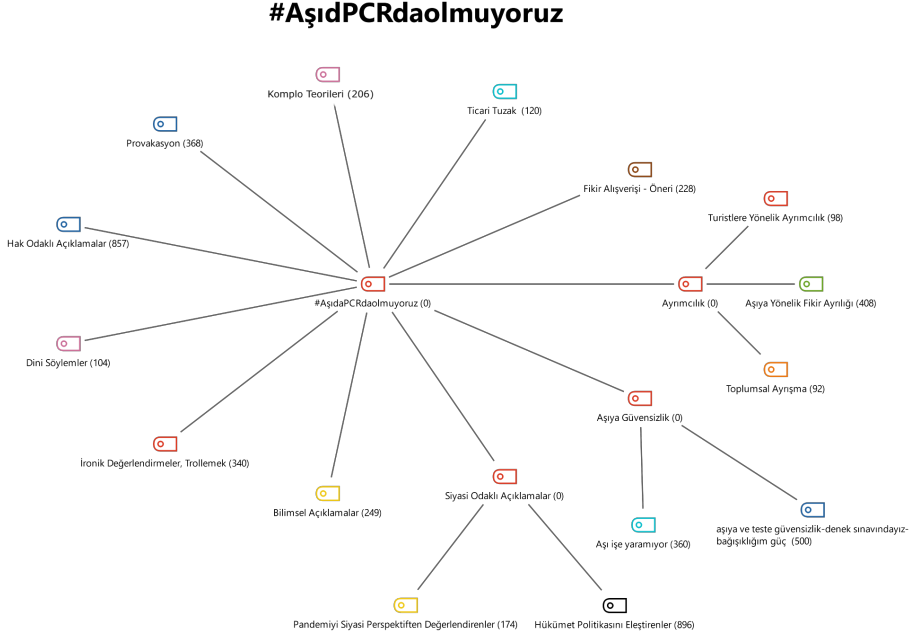 #AşıdPCRdaolmuyoruz
Komplo Teorileri (206)
Ticari Tuzak (120)
Provakasyon (368)
Fikir Alışverişi - Öneri (228)
Turistlere Yönelik Ayrımcılık (98)
Hak Odaklı Açıklamalar (857)
#AşıdaPCRdaolmuyoruz (0)
Ayrımcılık (0)
Aşıya Yönelik Fikir Ayrılığı (408)
Dini Söylemler (104)
Toplumsal Ayrışma (92)
Aşıya Güvensizlik (0)
İronik Değerlendirmeler, Trollemek (340)
Siyasi Odaklı Açıklamalar (0)
Bilimsel Açıklamalar (249)
aşıya ve teste güvensizlik-denek sınavındayız-
bağışıklığım güç (500)
Aşı işe yaramıyor (360)
Pandemiyi Siyasi Perspektiften Değerlendirenler (174)
Hükümet Politikasını Eleştirenler (896)